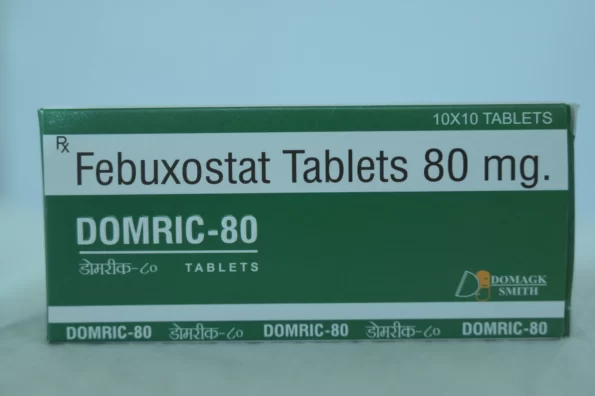 10X10 TABLETS
Rx Febuxostat Tablets 80 mg.
DOMRIC-80
डोमरीक-८० TABLETS
DOMAGK
SMITH
DOMRIC-80 डोमरीक-८० DOMRIC-80 डोमरीक-८० DOMRIC-80